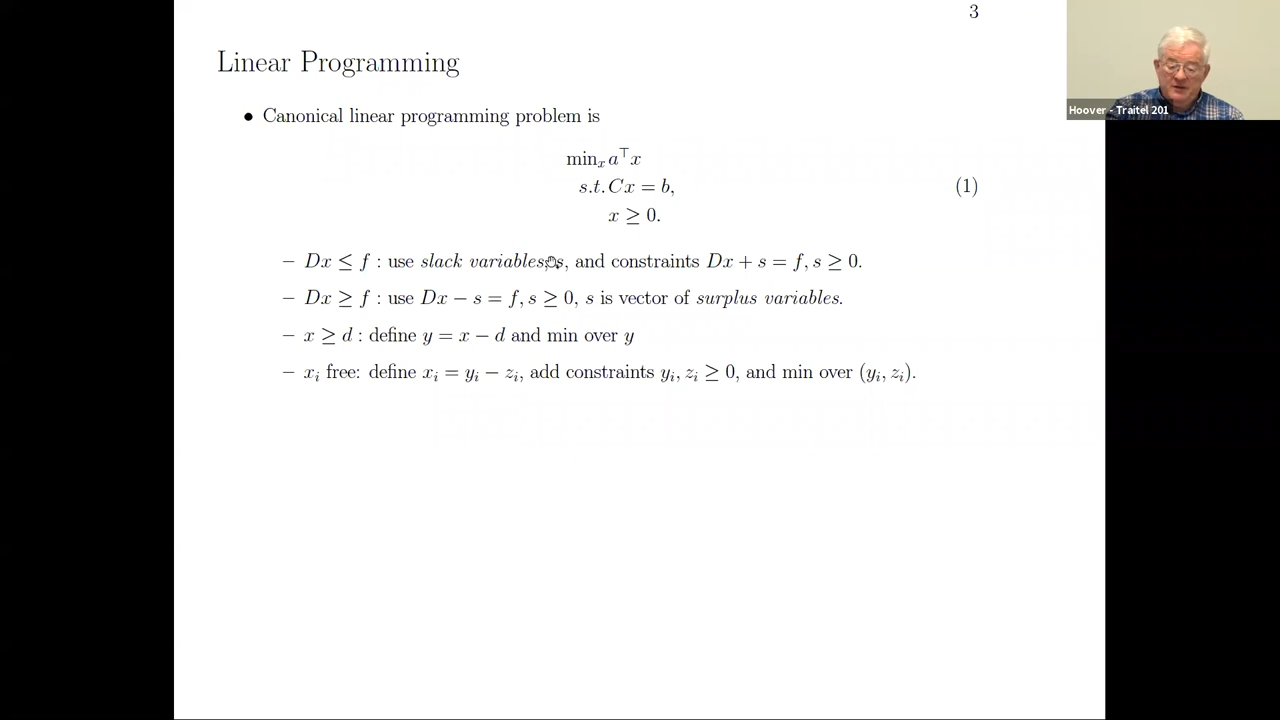 3
Hoover - Traitel 201
Linear Programming
• Canonical linear programming problem is
min_x a^⊤ x
s.t. Cx = b,
(1)
x ≥ 0.
– Dx ≤ f : use slack variables, s, and constraints Dx + s = f, s ≥ 0.
– Dx ≥ f : use Dx − s = f, s ≥ 0, s is vector of surplus variables.
– x ≥ d : define y = x − d and min over y
– x_i free: define x_i = y_i − z_i, add constraints y_i, z_i ≥ 0, and min over (y_i, z_i).